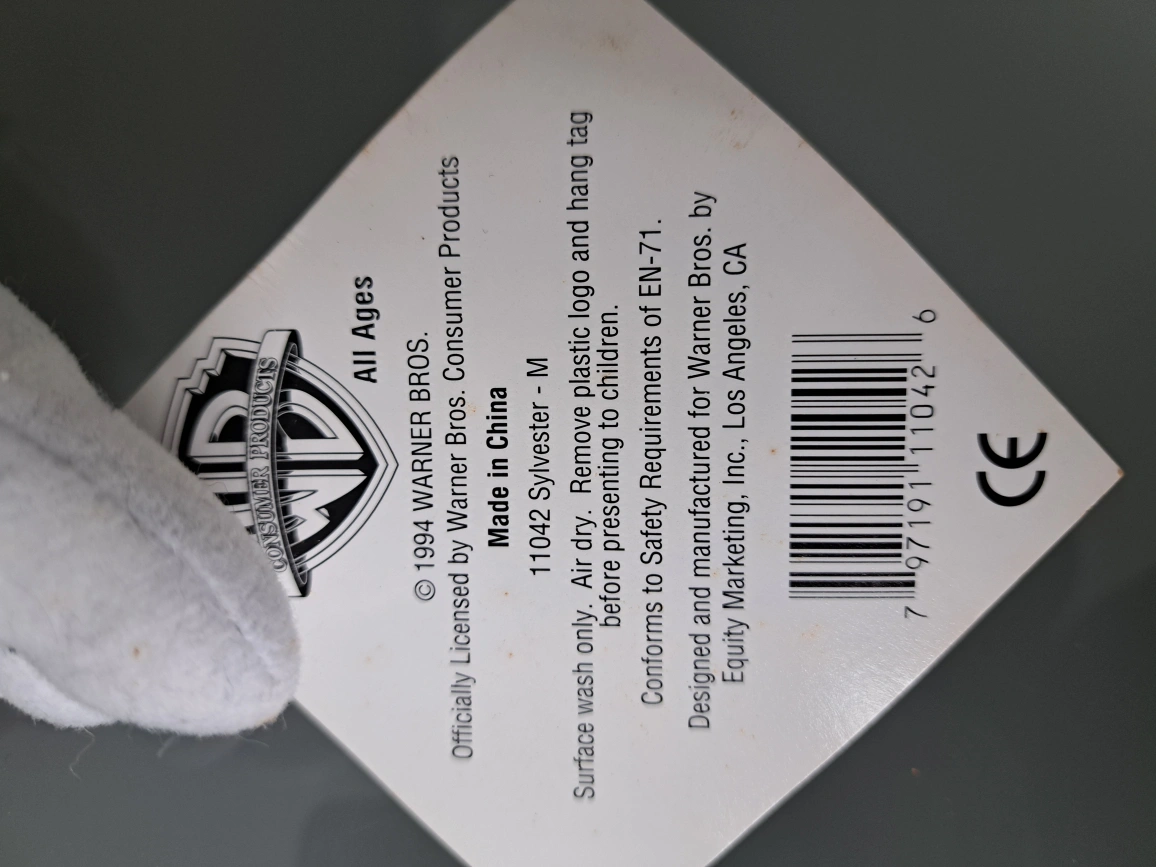 CONSUMER PRODUCTS
All Ages
© 1994 WARNER BROS.
Officially Licensed by Warner Bros. Consumer Products
Made in China
11042 Sylvester - M
Surface wash only. Air dry. Remove plastic logo and hang tag
before presenting to children.
Conforms to Safety Requirements of EN-71.
Designed and manufactured for Warner Bros. by
Equity Marketing, Inc., Los Angeles, CA
7 97191 11042 6
CE